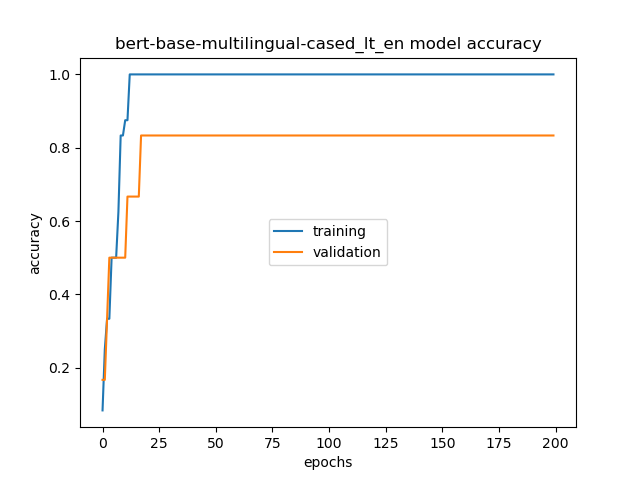 bert-base-multilingual-cased_lt_en model accuracy
1.0
0.8
0.6
0.4
0.2
accuracy
training
validation
0 25 50 75 100 125 150 175 200
epochs